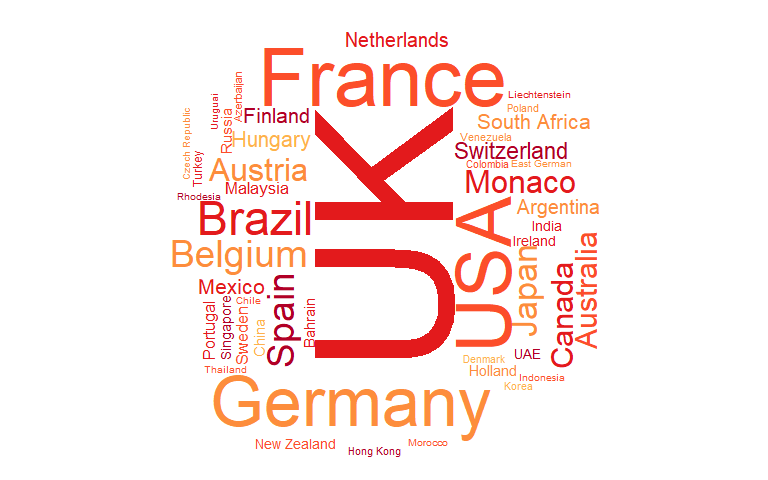 Netherlands
France
Liechtenstein
Poland
South Africa
Venezuela
Switzerland
Colombia
East German
Monaco
Argentina
India
Ireland
Azerbaijan
Uruguai
Russia
Czech Republic
Turkey
Finland
Hungary
Austria
Malaysia
Rhodesia
Brazil
Belgium
UK
USA
Japan
Canada
Australia
Mexico
Spain
Bahrain
Portugal
Singapore
Sweden
Chile
China
Thailand
Denmark
UAE
Holland
Indonesia
Korea
Germany
New Zealand
Hong Kong
Morocco